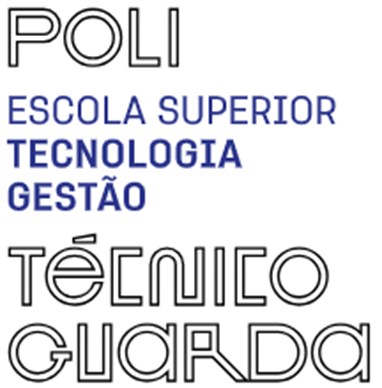 POLI
ESCOLA SUPERIOR
TECNOLOGIA
GESTÃO
TÉCNICO
GUARDA